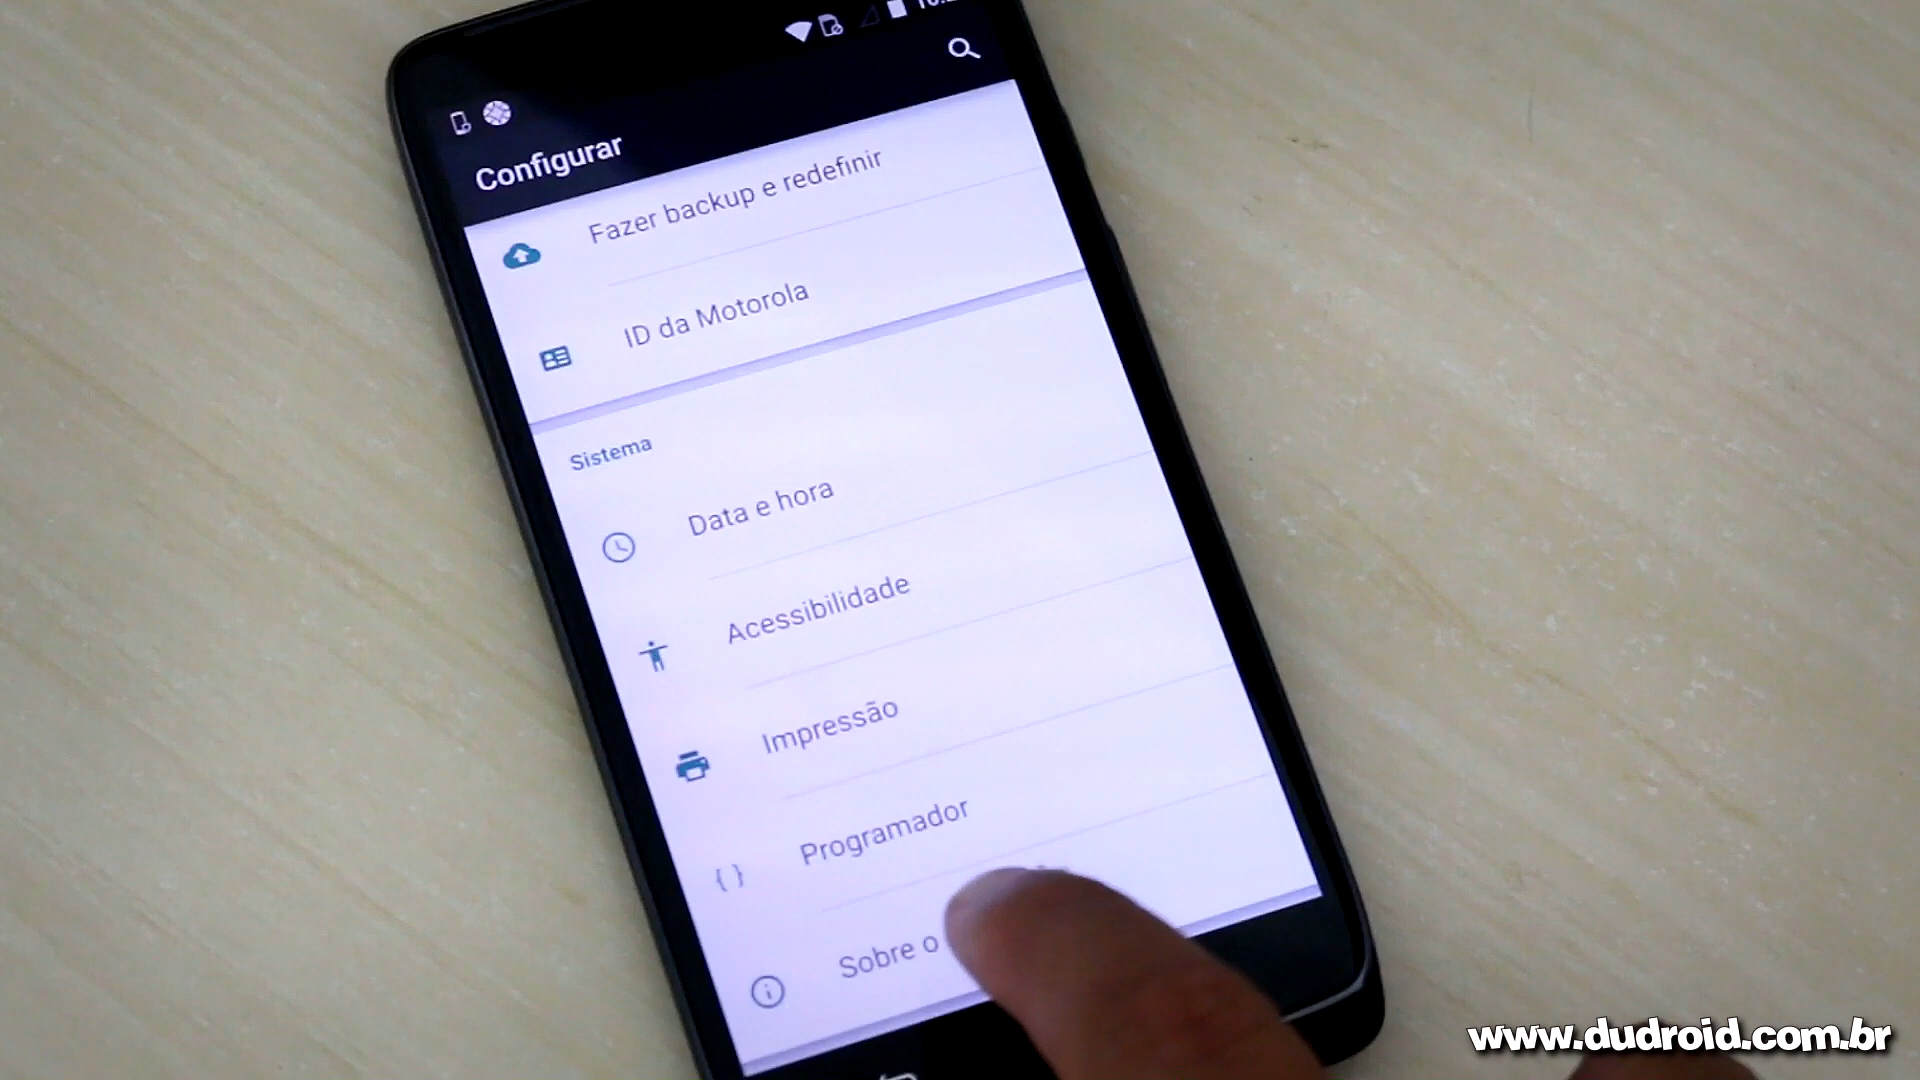 Configurar
Fazer backup e redefinir
ID da Motorola
Sistema
Data e hora
Acessibilidade
Impressão
Programador
{ }
Sobre o
www.dudroid.com.br